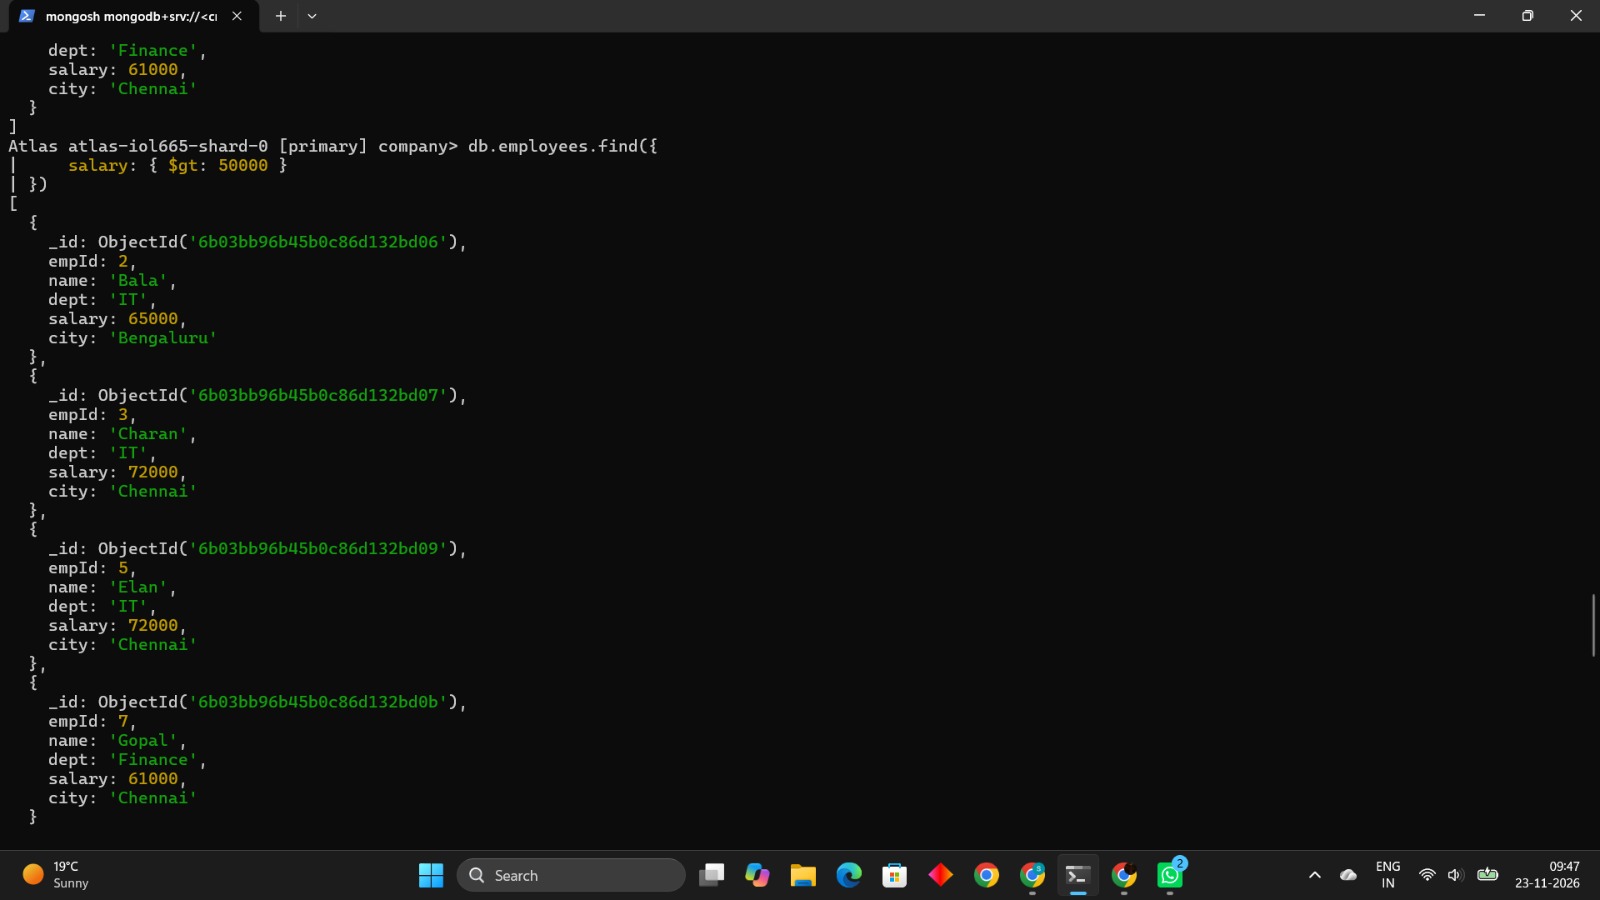 mongosh mongodb+srv://<cr
dept: 'Finance',
salary: 61000,
city: 'Chennai'
}
]
Atlas atlas-iol665-shard-0 [primary] company> db.employees.find({
|     salary: { $gt: 50000 }
| })
[
{
_id: ObjectId('6b03bb96b45b0c86d132bd06'),
empId: 2,
name: 'Bala',
dept: 'IT',
salary: 65000,
city: 'Bengaluru'
},
{
_id: ObjectId('6b03bb96b45b0c86d132bd07'),
empId: 3,
name: 'Charan',
dept: 'IT',
salary: 72000,
city: 'Chennai'
},
{
_id: ObjectId('6b03bb96b45b0c86d132bd09'),
empId: 5,
name: 'Elan',
dept: 'IT',
salary: 72000,
city: 'Chennai'
},
{
_id: ObjectId('6b03bb96b45b0c86d132bd0b'),
empId: 7,
name: 'Gopal',
dept: 'Finance',
salary: 61000,
city: 'Chennai'
}
19°C
Sunny
Search
2
ENG
IN
09:47
23-11-2026